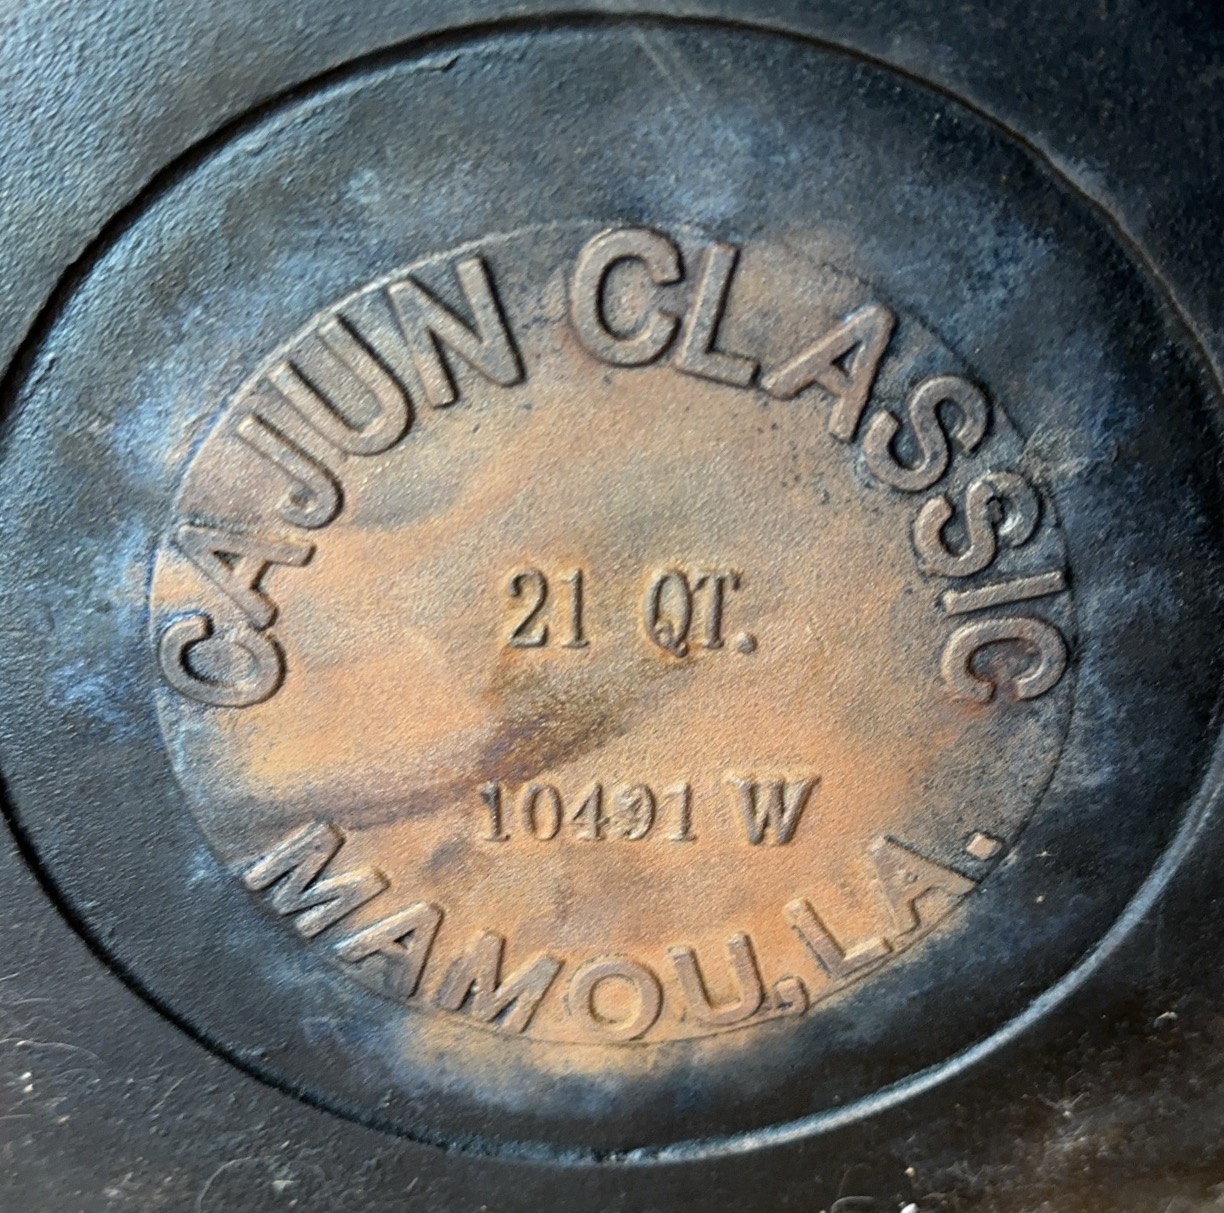 CAJUN CLASSIC
21 QT.
10491 W
MAMOU, LA.